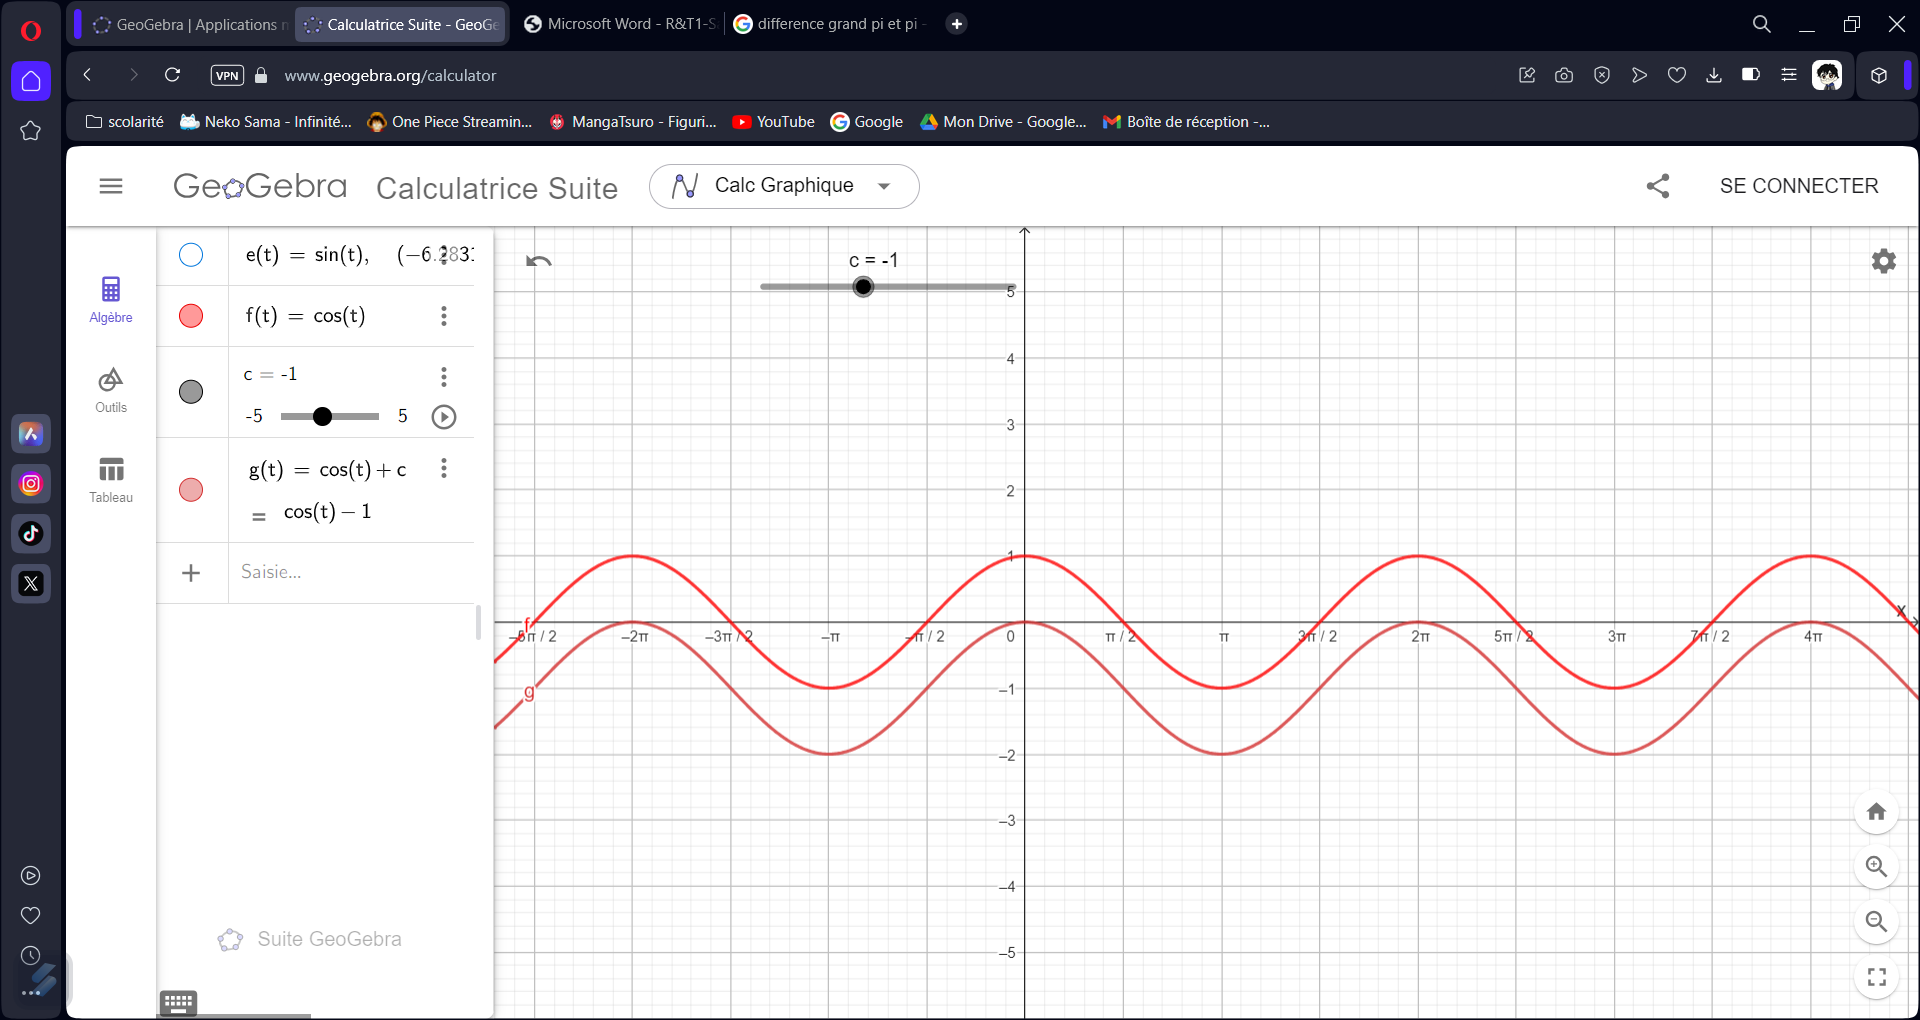 GeoGebra | Applications m
Calculatrice Suite - GeoGe
Microsoft Word - R&T1-S
difference grand pi et pi -
VPN
www.geogebra.org/calculator
scolarité
Neko Sama - Infinité...
One Piece Streamin...
MangaTsuro - Figuri...
YouTube
Google
Mon Drive - Google...
Boîte de réception -...
GeoGebra
Calculatrice Suite
Calc Graphique
SE CONNECTER
Algèbre
Outils
Tableau
e(t) = sin(t), (−6.2831
f(t) = cos(t)
c = -1
-5
5
g(t) = cos(t) + c
= cos(t) − 1
Saisie...
Suite GeoGebra
c = -1
5
4
3
2
1
x
f
–5π / 2
–2π
–3π / 2
–π
–π / 2
0
π / 2
π
3π / 2
2π
5π / 2
3π
7π / 2
4π
g
–1
–2
–3
–4
–5